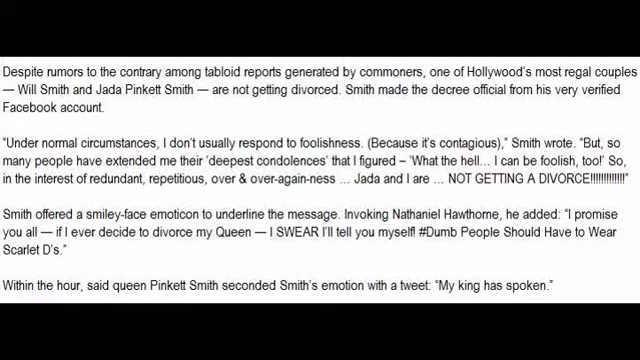 Despite rumors to the contrary among tabloid reports generated by commoners, one of Hollywood's most regal couples
— Will Smith and Jada Pinkett Smith — are not getting divorced. Smith made the decree official from his very verified
Facebook account.
“Under normal circumstances, I don't usually respond to foolishness. (Because it's contagious),” Smith wrote. “But, so
many people have extended me their ‘deepest condolences’ that I figured – ‘What the hell... I can be foolish, too!’ So,
in the interest of redundant, repetitious, over & over-again-ness ... Jada and I are ... NOT GETTING A DIVORCE!!!!!!!!!!!!!”
Smith offered a smiley-face emoticon to underline the message. Invoking Nathaniel Hawthorne, he added: “I promise
you all — if I ever decide to divorce my Queen — I SWEAR I'll tell you myself! #Dumb People Should Have to Wear
Scarlet D's.”
Within the hour, said queen Pinkett Smith seconded Smith's emotion with a tweet: “My king has spoken.”